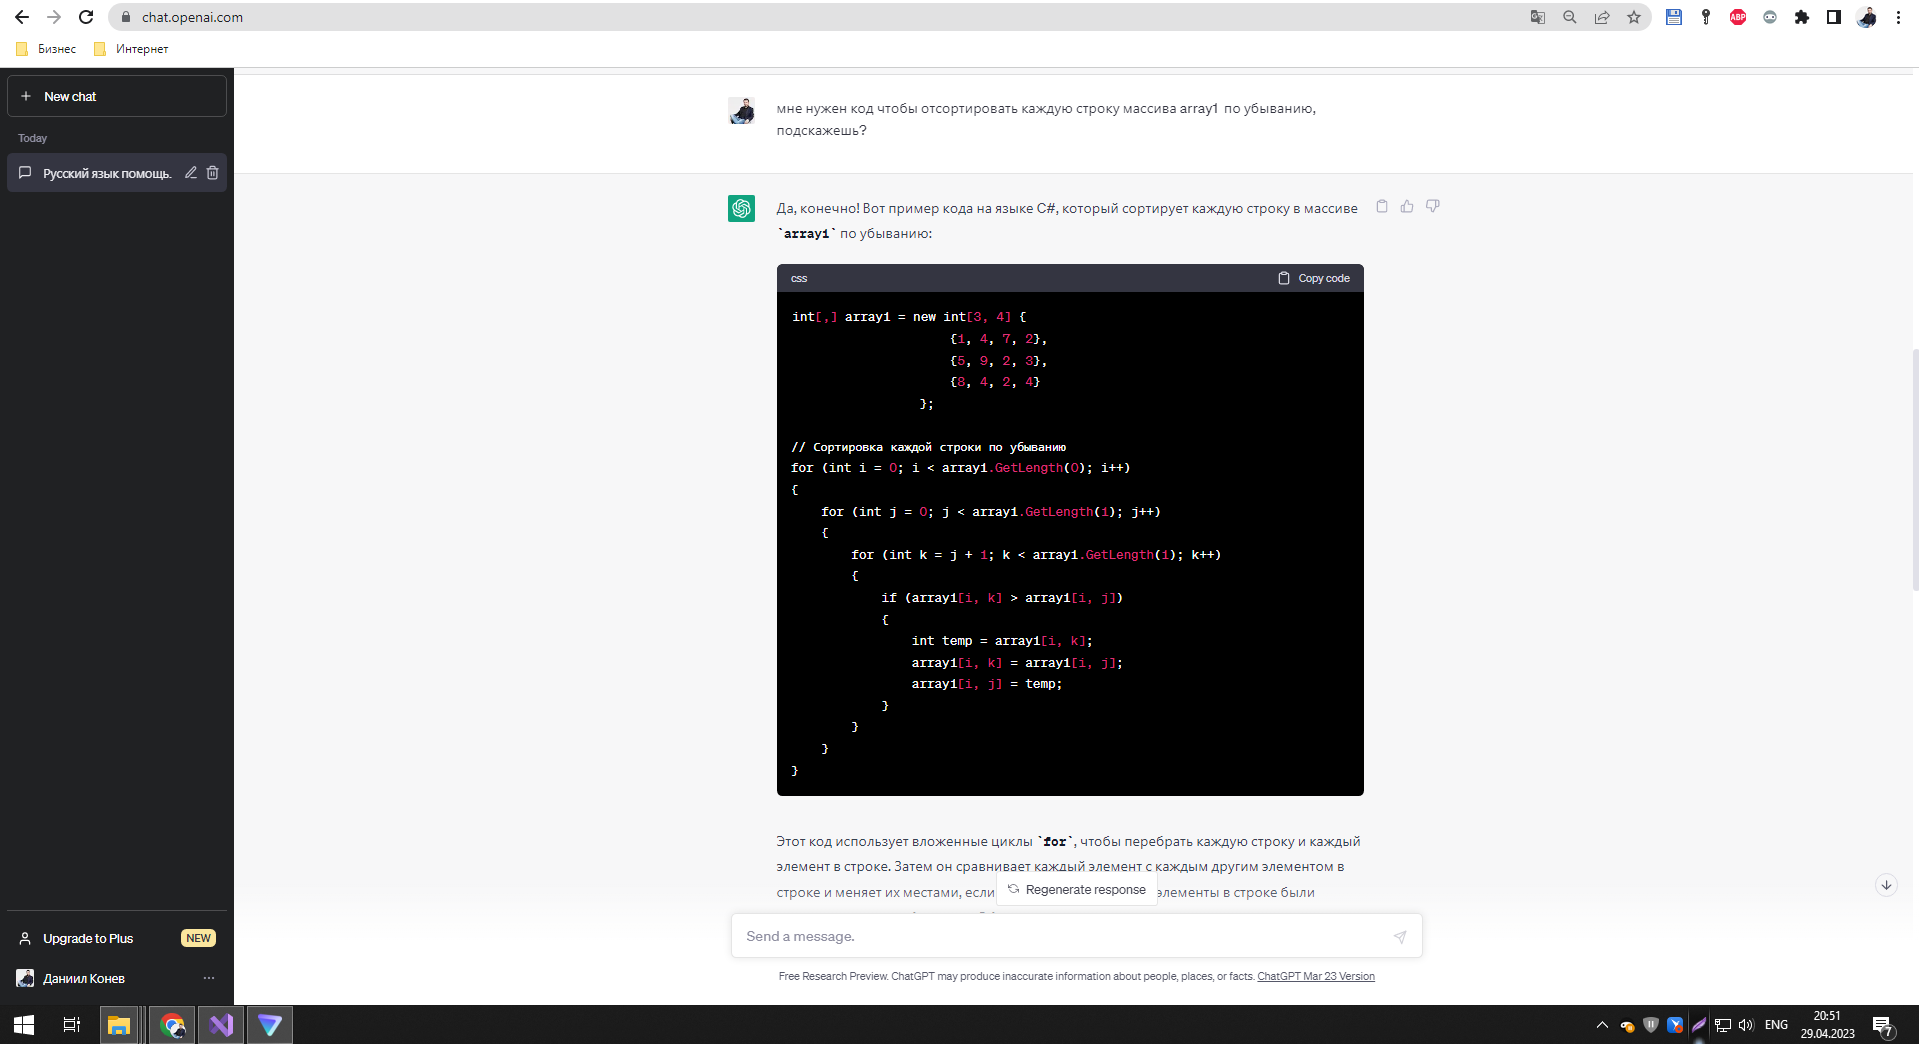 chat.openai.com
Бизнес
Интернет
New chat
Today
Русский язык помощь.
мне нужен код чтобы отсортировать каждую строку массива array1 по убыванию,
подскажешь?
Да, конечно! Вот пример кода на языке C#, который сортирует каждую строку в массиве
`array1` по убыванию:
css
Copy code
int[,] array1 = new int[3, 4] {
{1, 4, 7, 2},
{5, 9, 2, 3},
{8, 4, 2, 4}
};
// Сортировка каждой строки по убыванию
for (int i = 0; i < array1.GetLength(0); i++)
{
for (int j = 0; j < array1.GetLength(1); j++)
{
for (int k = j + 1; k < array1.GetLength(1); k++)
{
if (array1[i, k] > array1[i, j])
{
int temp = array1[i, k];
array1[i, k] = array1[i, j];
array1[i, j] = temp;
}
}
}
}
Этот код использует вложенные циклы `for`, чтобы перебрать каждую строку и каждый
элемент в строке. Затем он сравнивает каждый элемент с каждым другим элементом в
строке и меняет их местами, если
элементы в строке были
Regenerate response
Send a message.
Free Research Preview. ChatGPT may produce inaccurate information about people, places, or facts. ChatGPT Mar 23 Version
Upgrade to Plus
NEW
Даниил Конев
ABP
ENG
20:51
29.04.2023
7